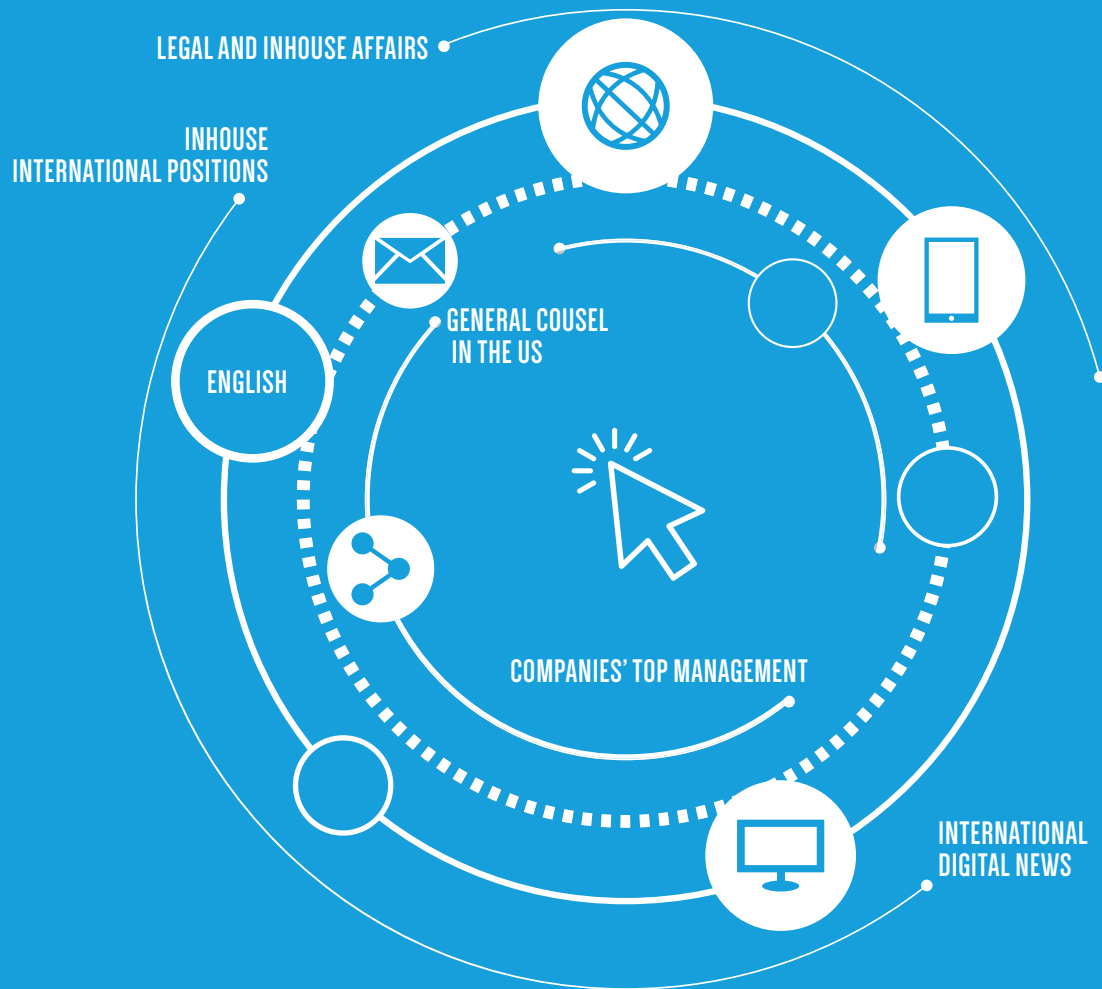 LEGAL AND INHOUSE AFFAIRS
INHOUSE
INTERNATIONAL POSITIONS
GENERAL COUSEL
IN THE US
ENGLISH
COMPANIES' TOP MANAGEMENT
INTERNATIONAL
DIGITAL NEWS